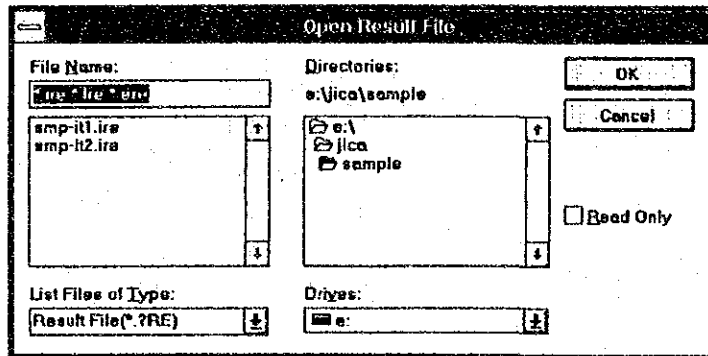 Open Result File
File Name:
Directories:
OK
e:\jica\sample
Cancel
smp-it1.ire
smp-it2.ire
e:\
jica
sample
Read Only
List Files of Type:
Drives:
Result File(*.?RE)
e: